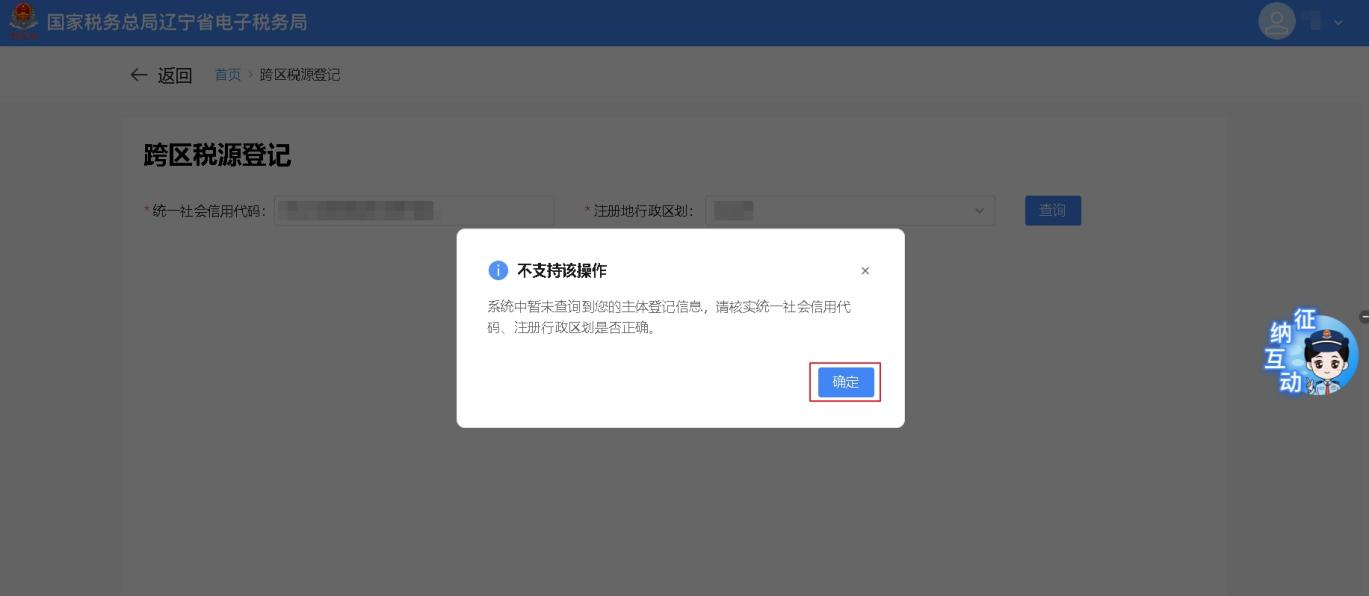 国家税务总局辽宁省电子税务局
返回 首页 > 跨区税源登记
跨区税源登记
*统一社会信用代码：
*注册地行政区划：
查询
不支持该操作
系统中暂未查询到您的主体登记信息，请核实统一社会信用代
码、注册行政区划是否正确。
确定
征
纳
互
动